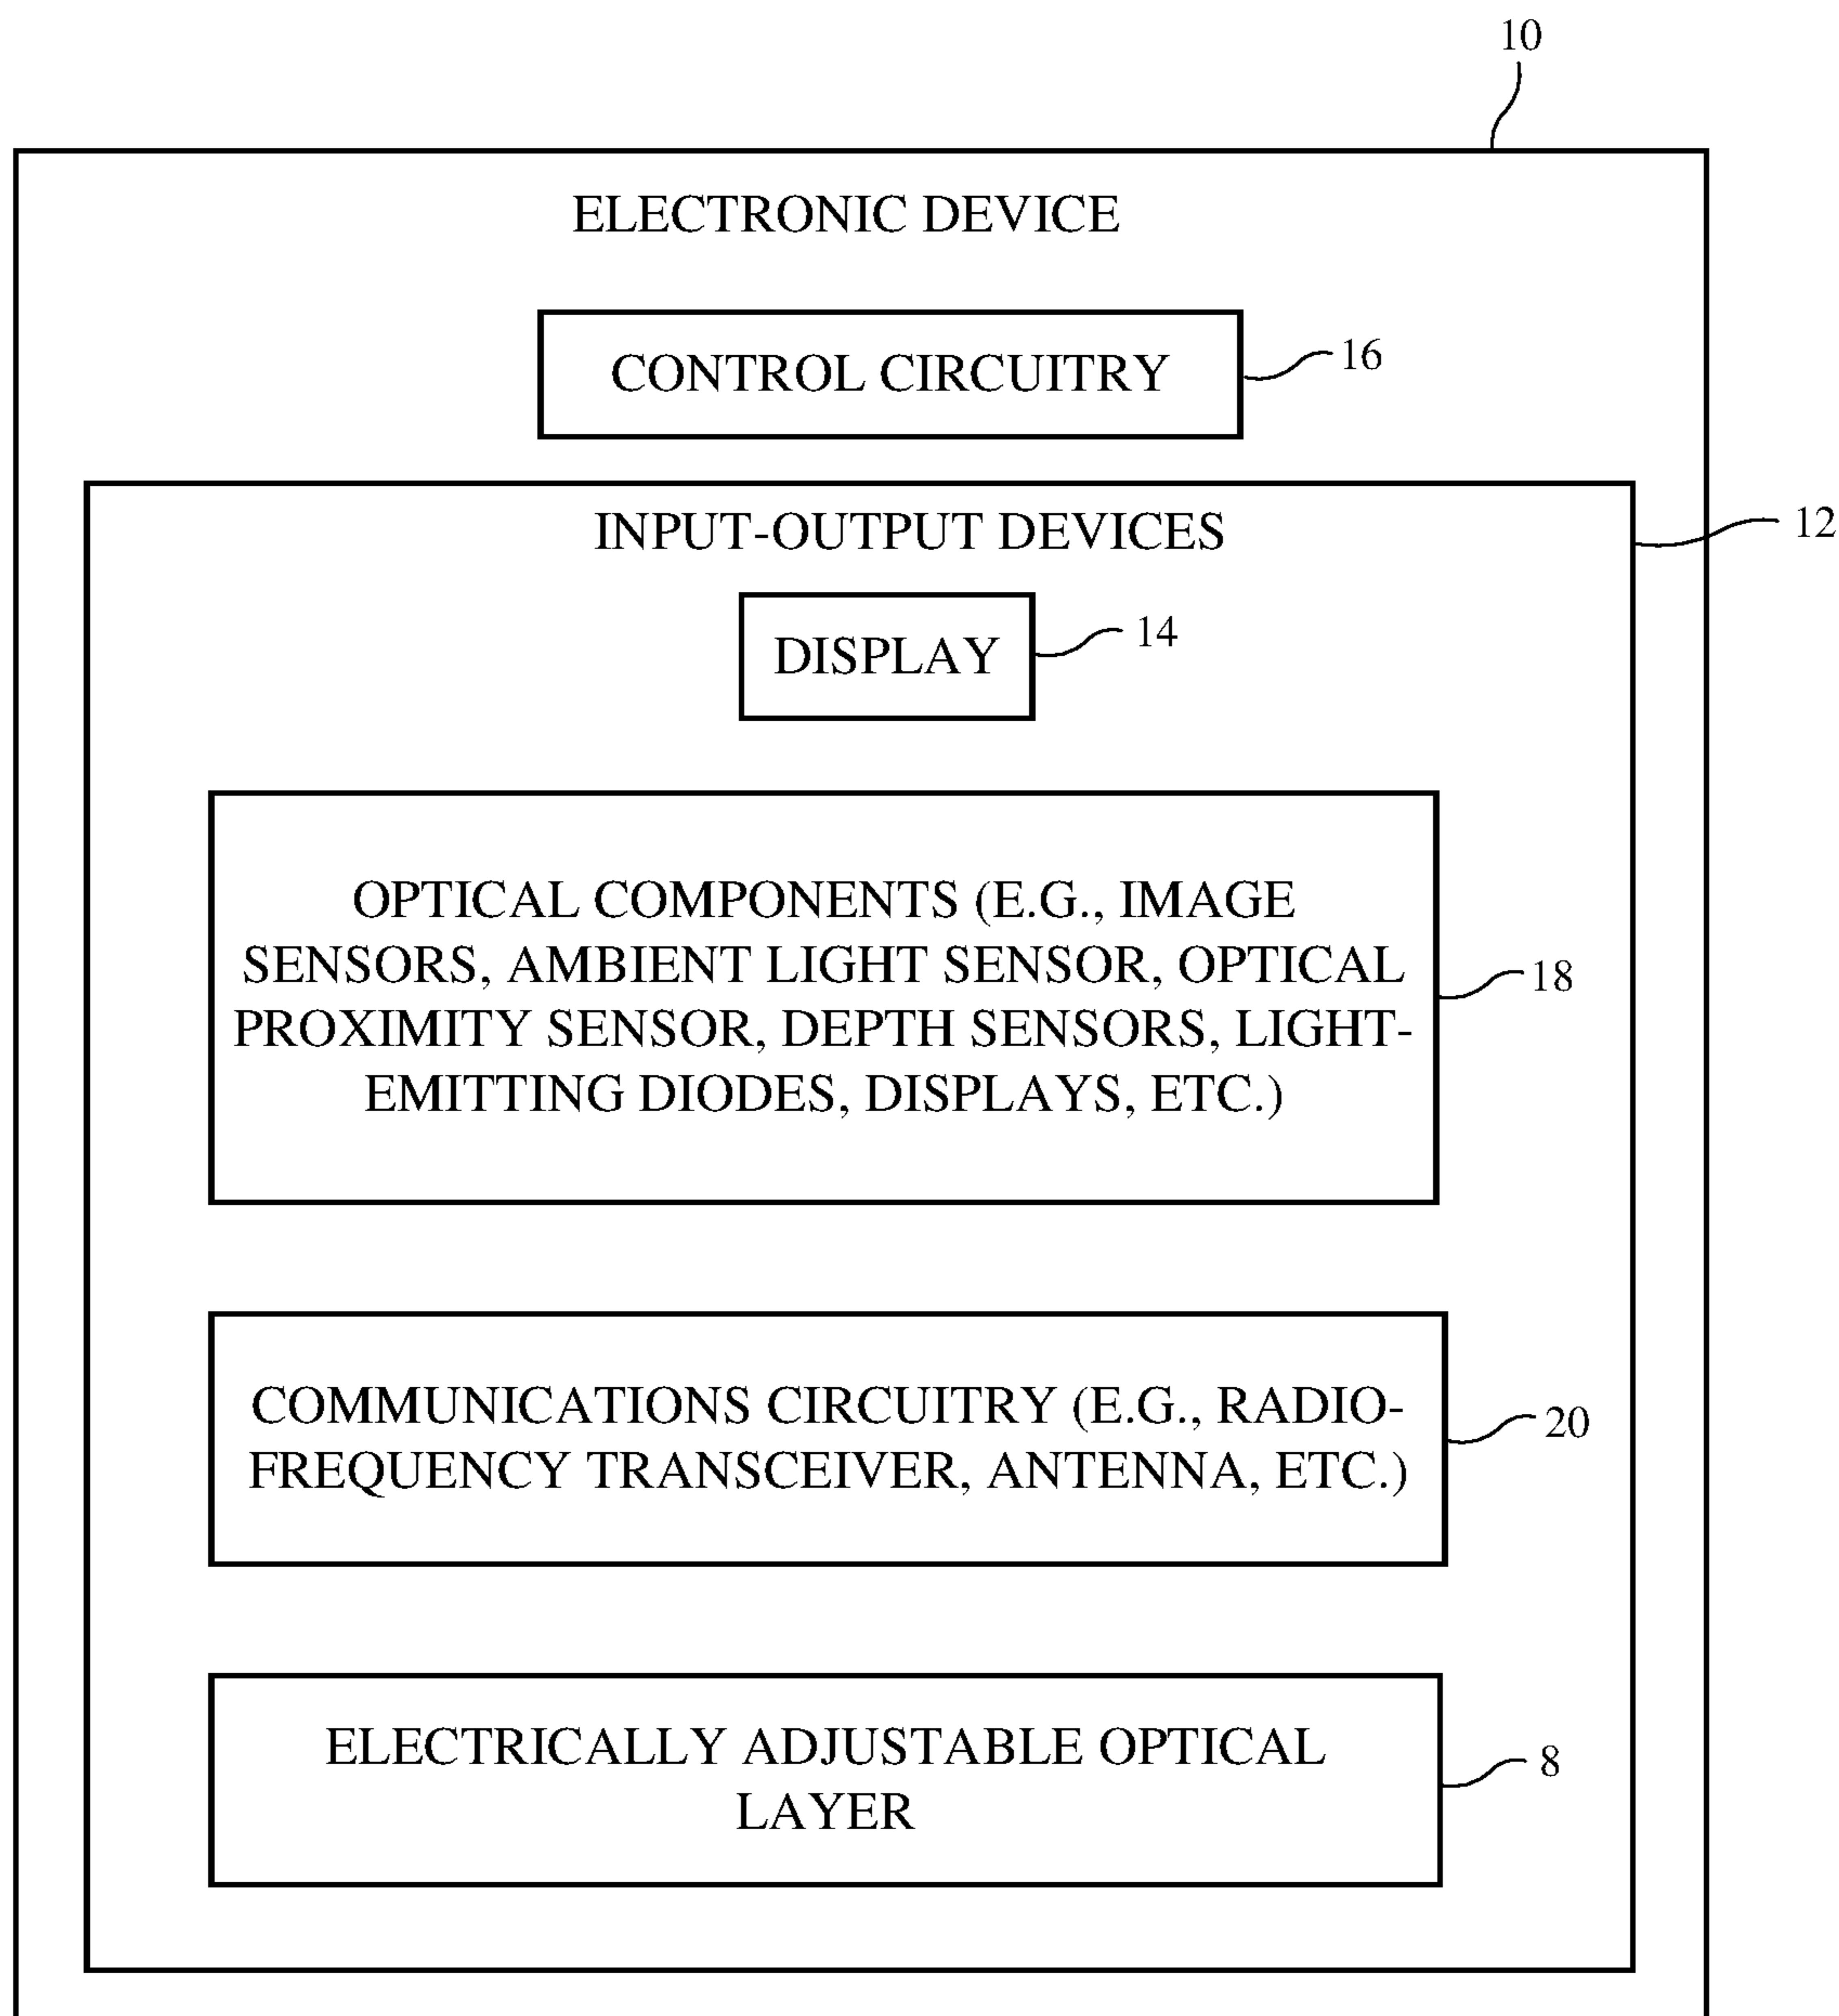 10
ELECTRONIC DEVICE
CONTROL CIRCUITRY
16
INPUT-OUTPUT DEVICES
12
DISPLAY
14
OPTICAL COMPONENTS (E.G., IMAGE
SENSORS, AMBIENT LIGHT SENSOR, OPTICAL
PROXIMITY SENSOR, DEPTH SENSORS, LIGHT-
EMITTING DIODES, DISPLAYS, ETC.)
18
COMMUNICATIONS CIRCUITRY (E.G., RADIO-
FREQUENCY TRANSCEIVER, ANTENNA, ETC.)
20
ELECTRICALLY ADJUSTABLE OPTICAL
LAYER
8